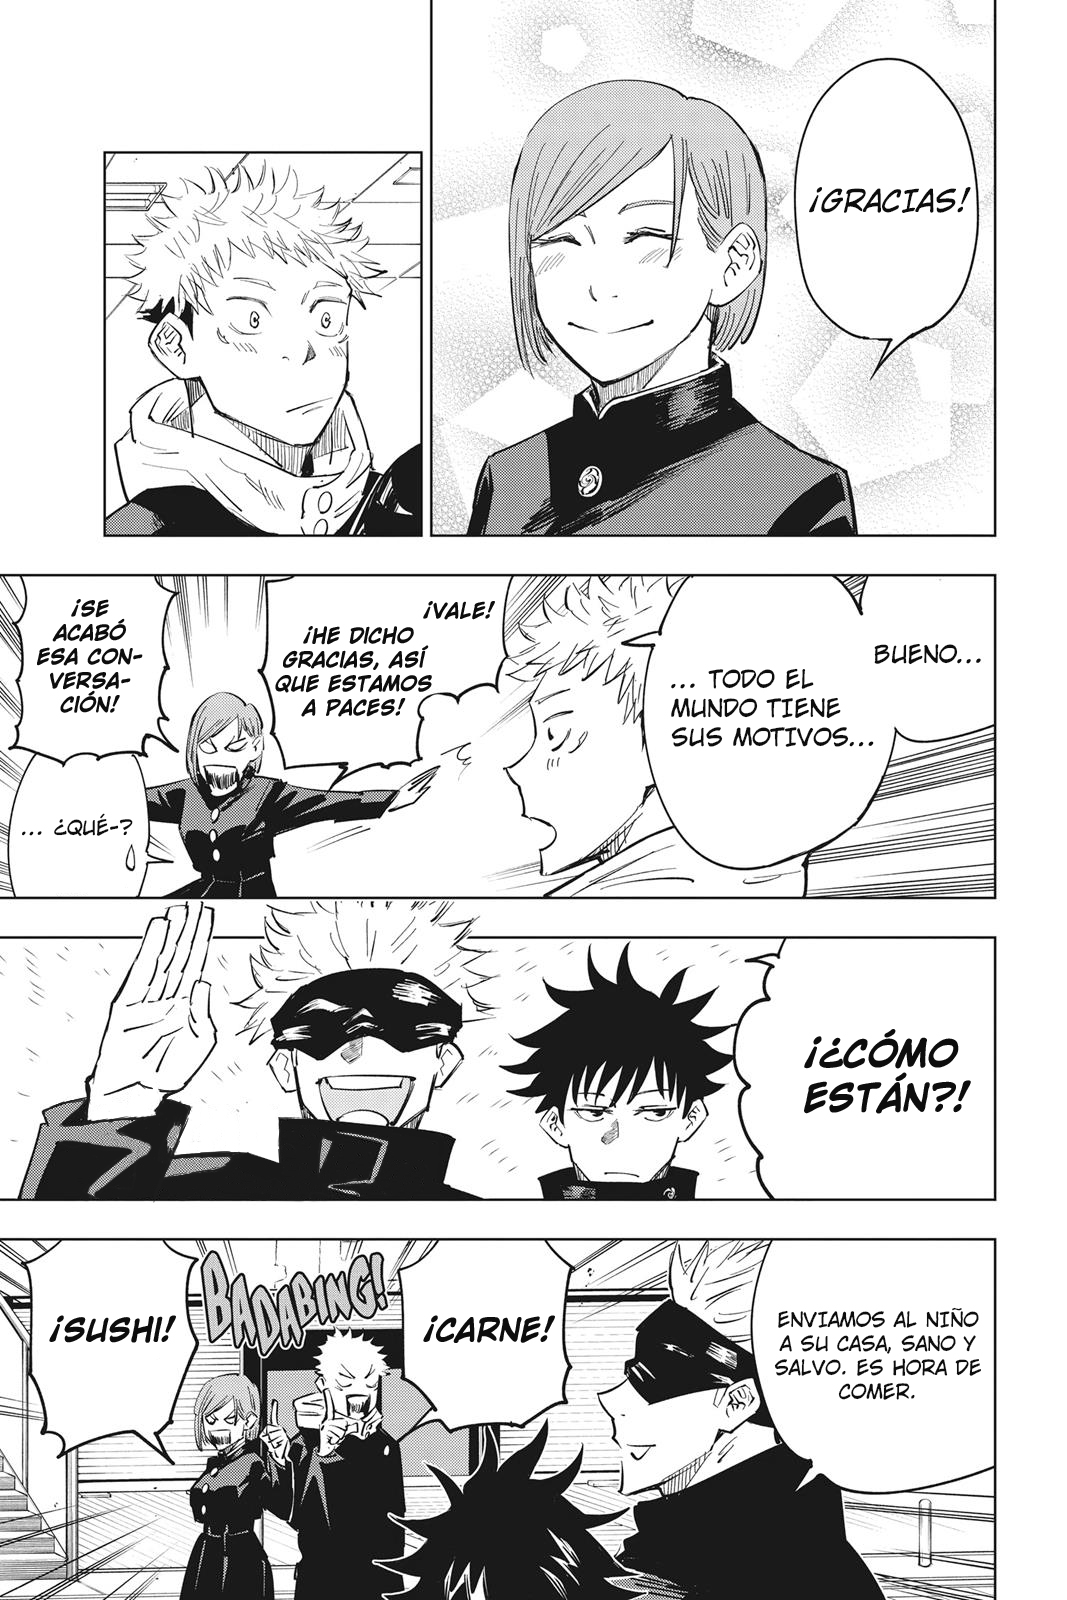 ¡GRACIAS!
BUENO...
... TODO EL
MUNDO TIENE
SUS MOTIVOS...
¡VALE!
¡HE DICHO
GRACIAS, ASÍ
QUE ESTAMOS
A PACES!
¡SE
ACABÓ
ESA CON-
VERSA-
CIÓN!
... ¿QUÉ-?
¡¿CÓMO
ESTÁN?!
ENVIAMOS AL NIÑO
A SU CASA, SANO Y
SALVO. ES HORA DE
COMER.
¡CARNE!
BADABING!
¡SUSHI!